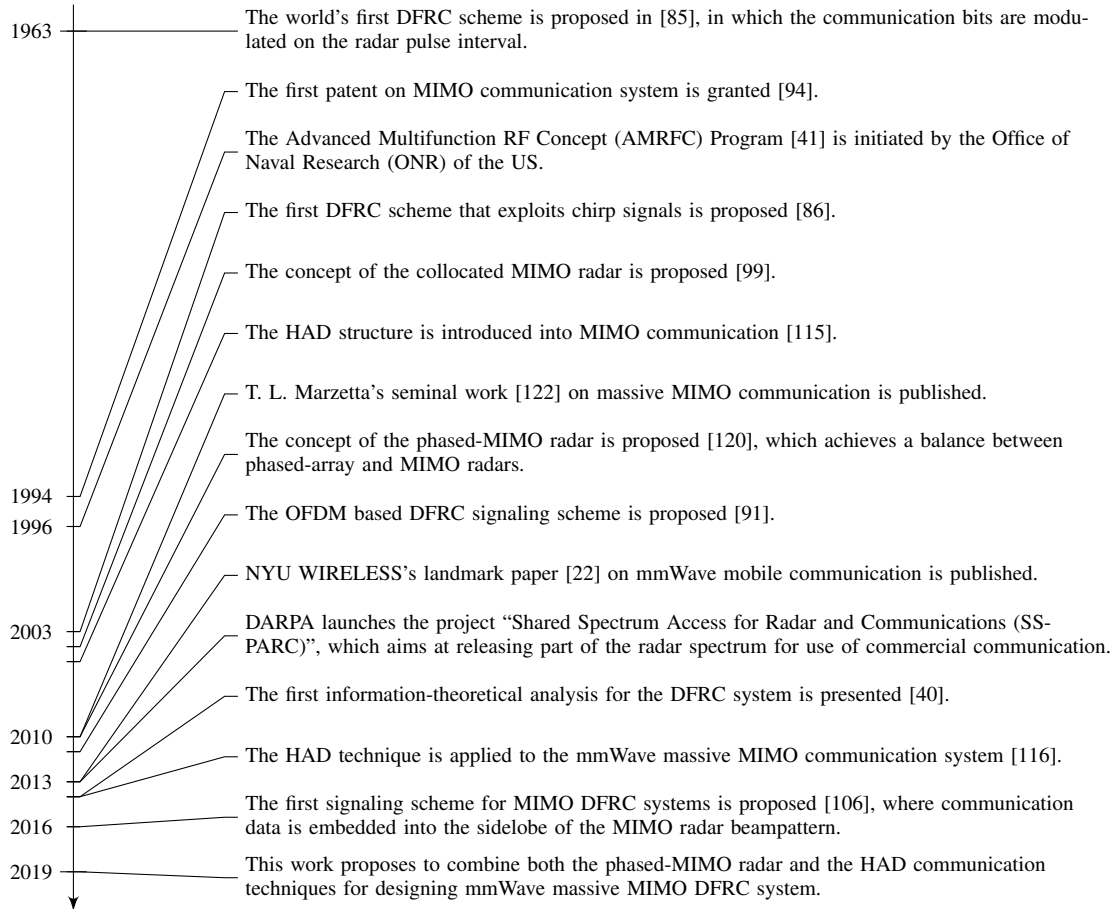 1963
The world's first DFRC scheme is proposed in [85], in which the communication bits are modu-
lated on the radar pulse interval.
The first patent on MIMO communication system is granted [94].
The Advanced Multifunction RF Concept (AMRFC) Program [41] is initiated by the Office of
Naval Research (ONR) of the US.
The first DFRC scheme that exploits chirp signals is proposed [86].
The concept of the collocated MIMO radar is proposed [99].
The HAD structure is introduced into MIMO communication [115].
T. L. Marzetta's seminal work [122] on massive MIMO communication is published.
The concept of the phased-MIMO radar is proposed [120], which achieves a balance between
phased-array and MIMO radars.
1994
The OFDM based DFRC signaling scheme is proposed [91].
1996
NYU WIRELESS's landmark paper [22] on mmWave mobile communication is published.
DARPA launches the project “Shared Spectrum Access for Radar and Communications (SS-
2003
PARC)”, which aims at releasing part of the radar spectrum for use of commercial communication.
The first information-theoretical analysis for the DFRC system is presented [40].
2010
The HAD technique is applied to the mmWave massive MIMO communication system [116].
2013
The first signaling scheme for MIMO DFRC systems is proposed [106], where communication
2016
data is embedded into the sidelobe of the MIMO radar beampattern.
2019
This work proposes to combine both the phased-MIMO radar and the HAD communication
techniques for designing mmWave massive MIMO DFRC system.